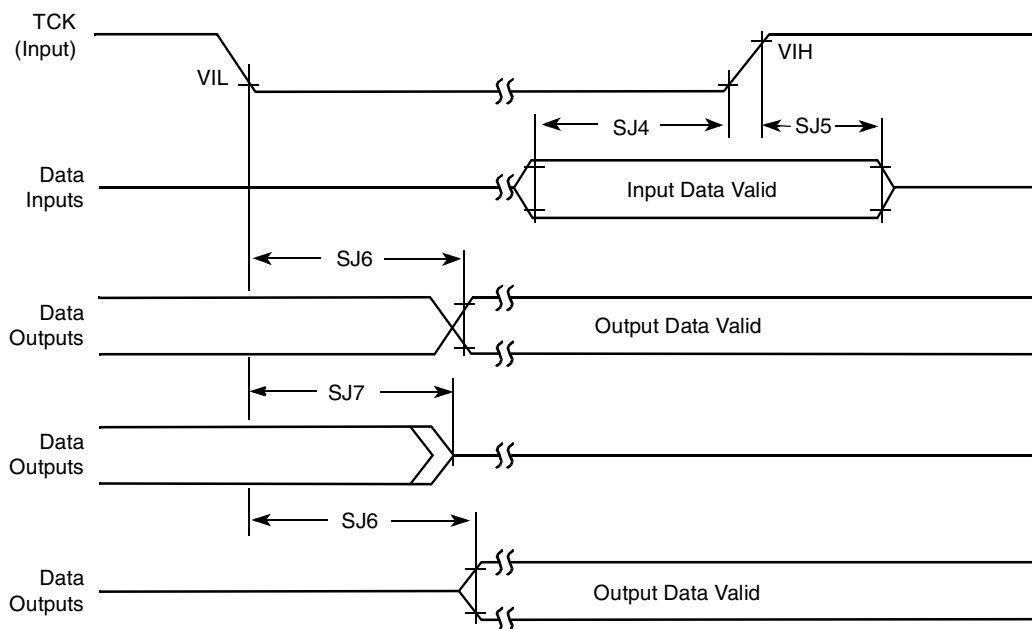 TCK
(Input)
VIL
VIH
SJ4
SJ5
Data
Inputs
Input Data Valid
SJ6
Data
Outputs
Output Data Valid
SJ7
Data
Outputs
SJ6
Data
Outputs
Output Data Valid